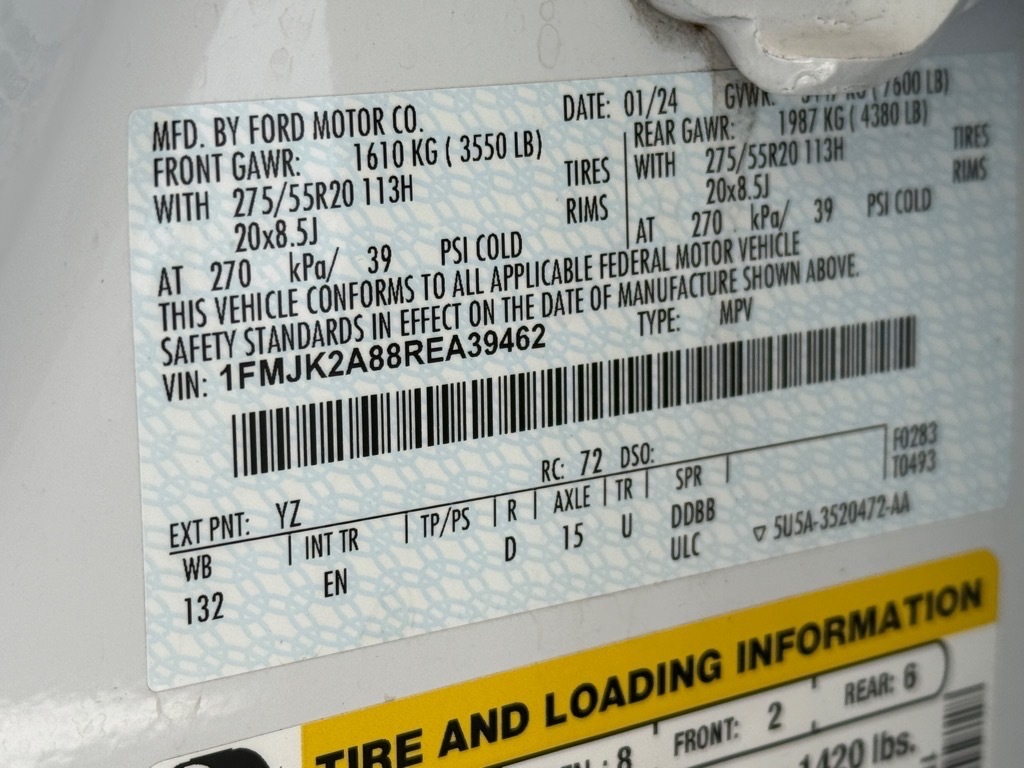 MFD. BY FORD MOTOR CO.
DATE: 01/24
GVWR: KG (7600 LB)
FRONT GAWR: 1610 KG ( 3550 LB)
REAR GAWR: 1987 KG ( 4380 LB)
WITH 275/55R20 113H TIRES
WITH 275/55R20 113H TIRES
20x8.5J RIMS
20x8.5J RIMS
AT 270 kPa/ 39 PSI COLD
AT 270 kPa/ 39 PSI COLD
THIS VEHICLE CONFORMS TO ALL APPLICABLE FEDERAL MOTOR VEHICLE
SAFETY STANDARDS IN EFFECT ON THE DATE OF MANUFACTURE SHOWN ABOVE.
VIN: 1FMJK2A88REA39462
TYPE: MPV
EXT PNT: YZ RC: 72 DSO:
F0283
T0493
WB INT TR TP/PS R AXLE TR SPR
132 EN D 15 U DDBB
ULC
5U5A-3520472-AA
TIRE AND LOADING INFORMATION
8 FRONT: 2 REAR: 6
1420 lbs.